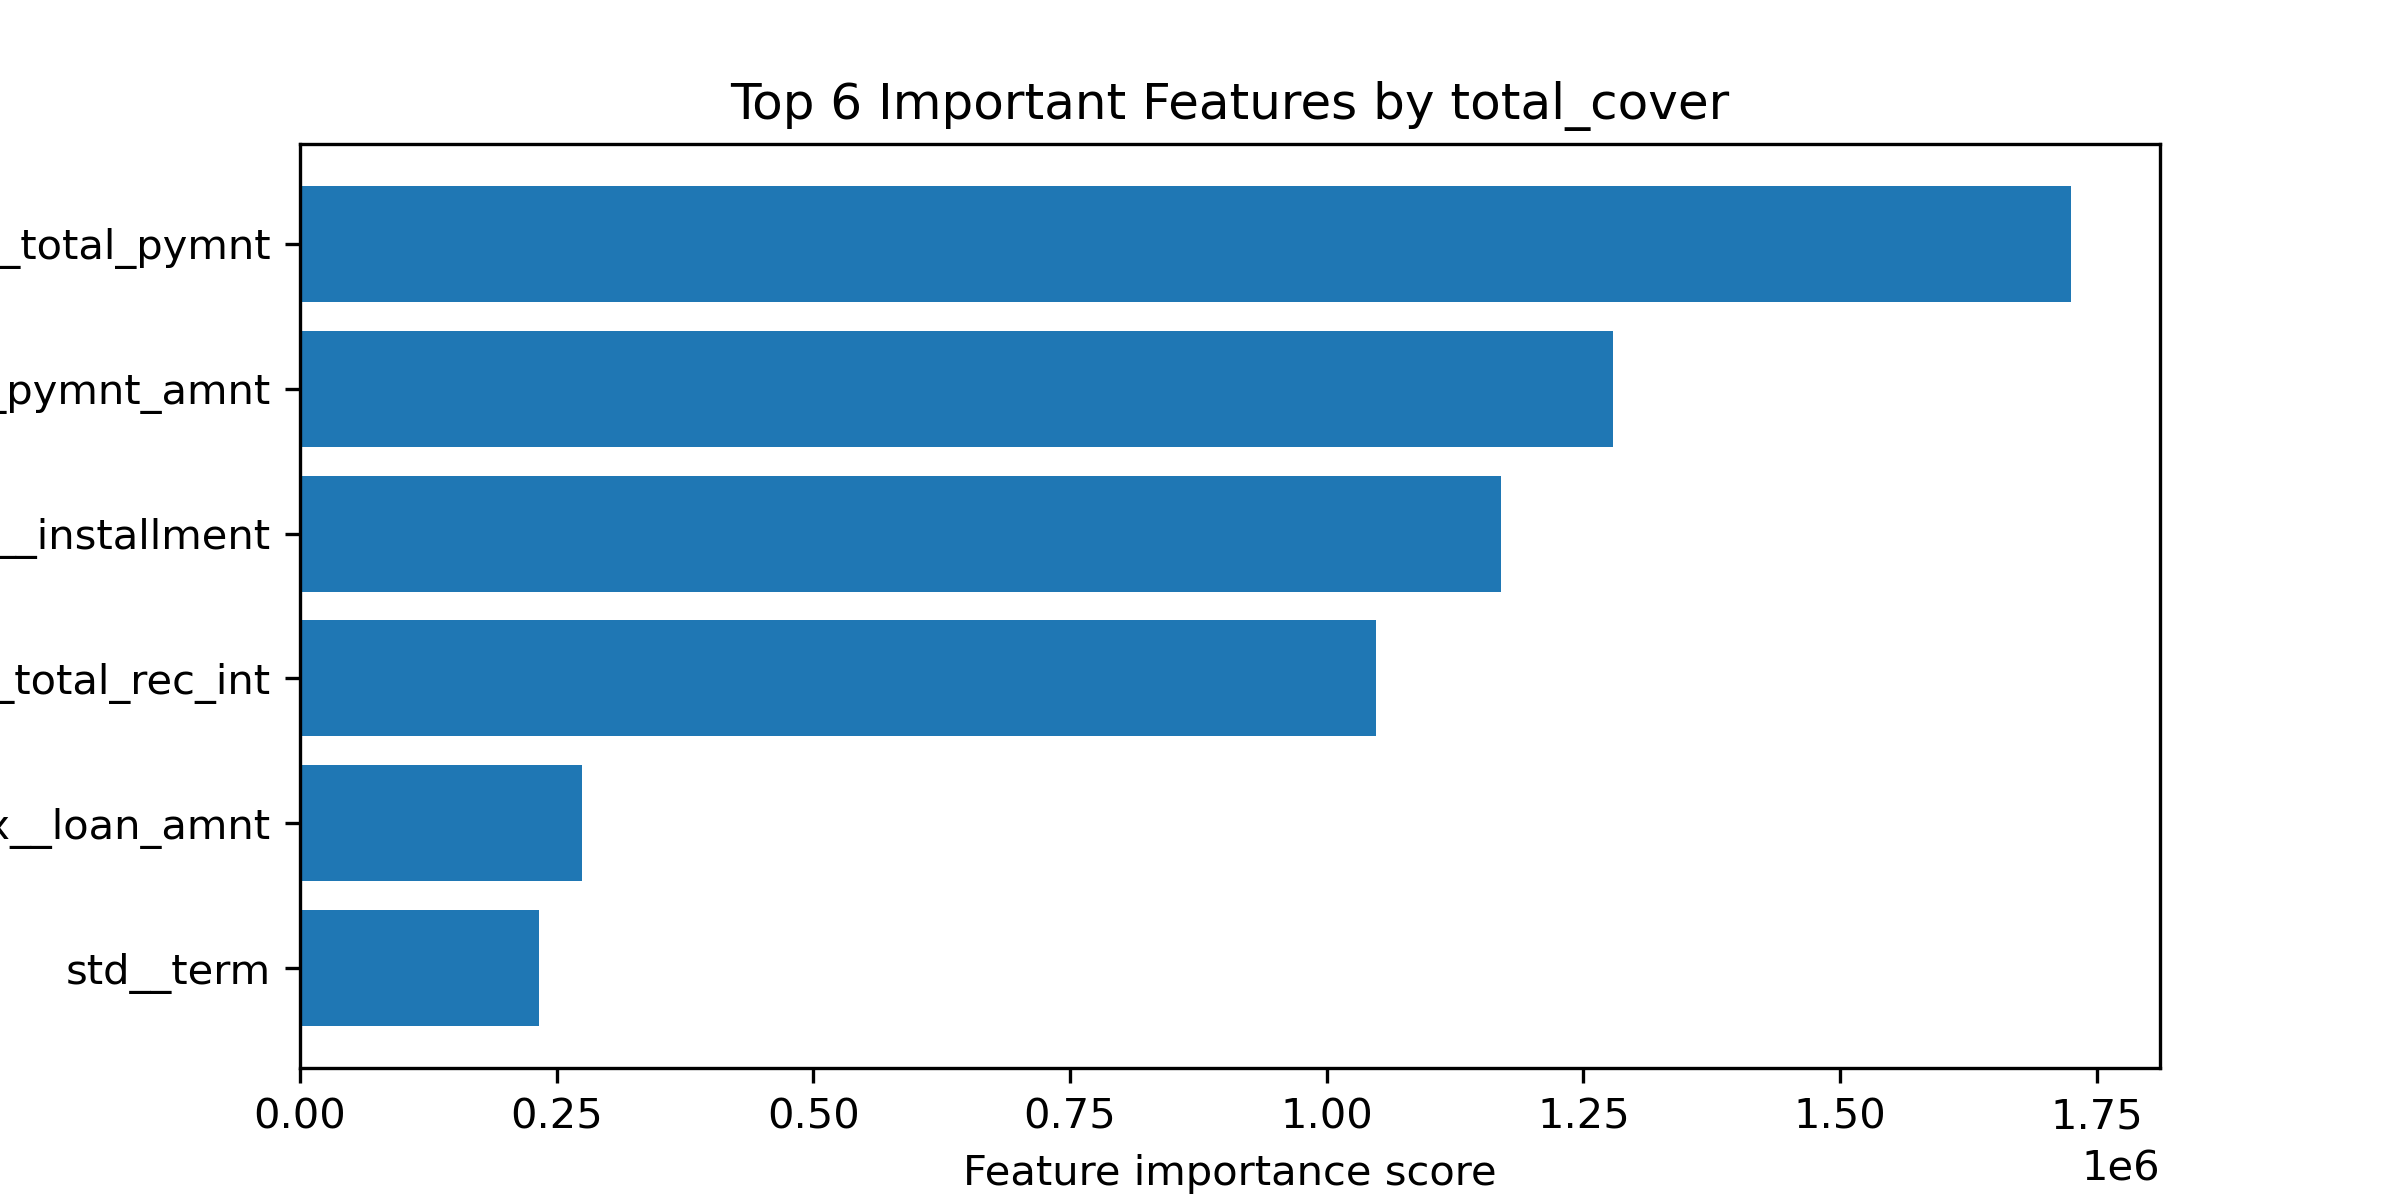 Top 6 Important Features by total_cover
_total_pymnt
_pymnt_amnt
__installment
_total_rec_int
x__loan_amnt
std__term
0.00 0.25 0.50 0.75 1.00 1.25 1.50 1.75
1e6
Feature importance score